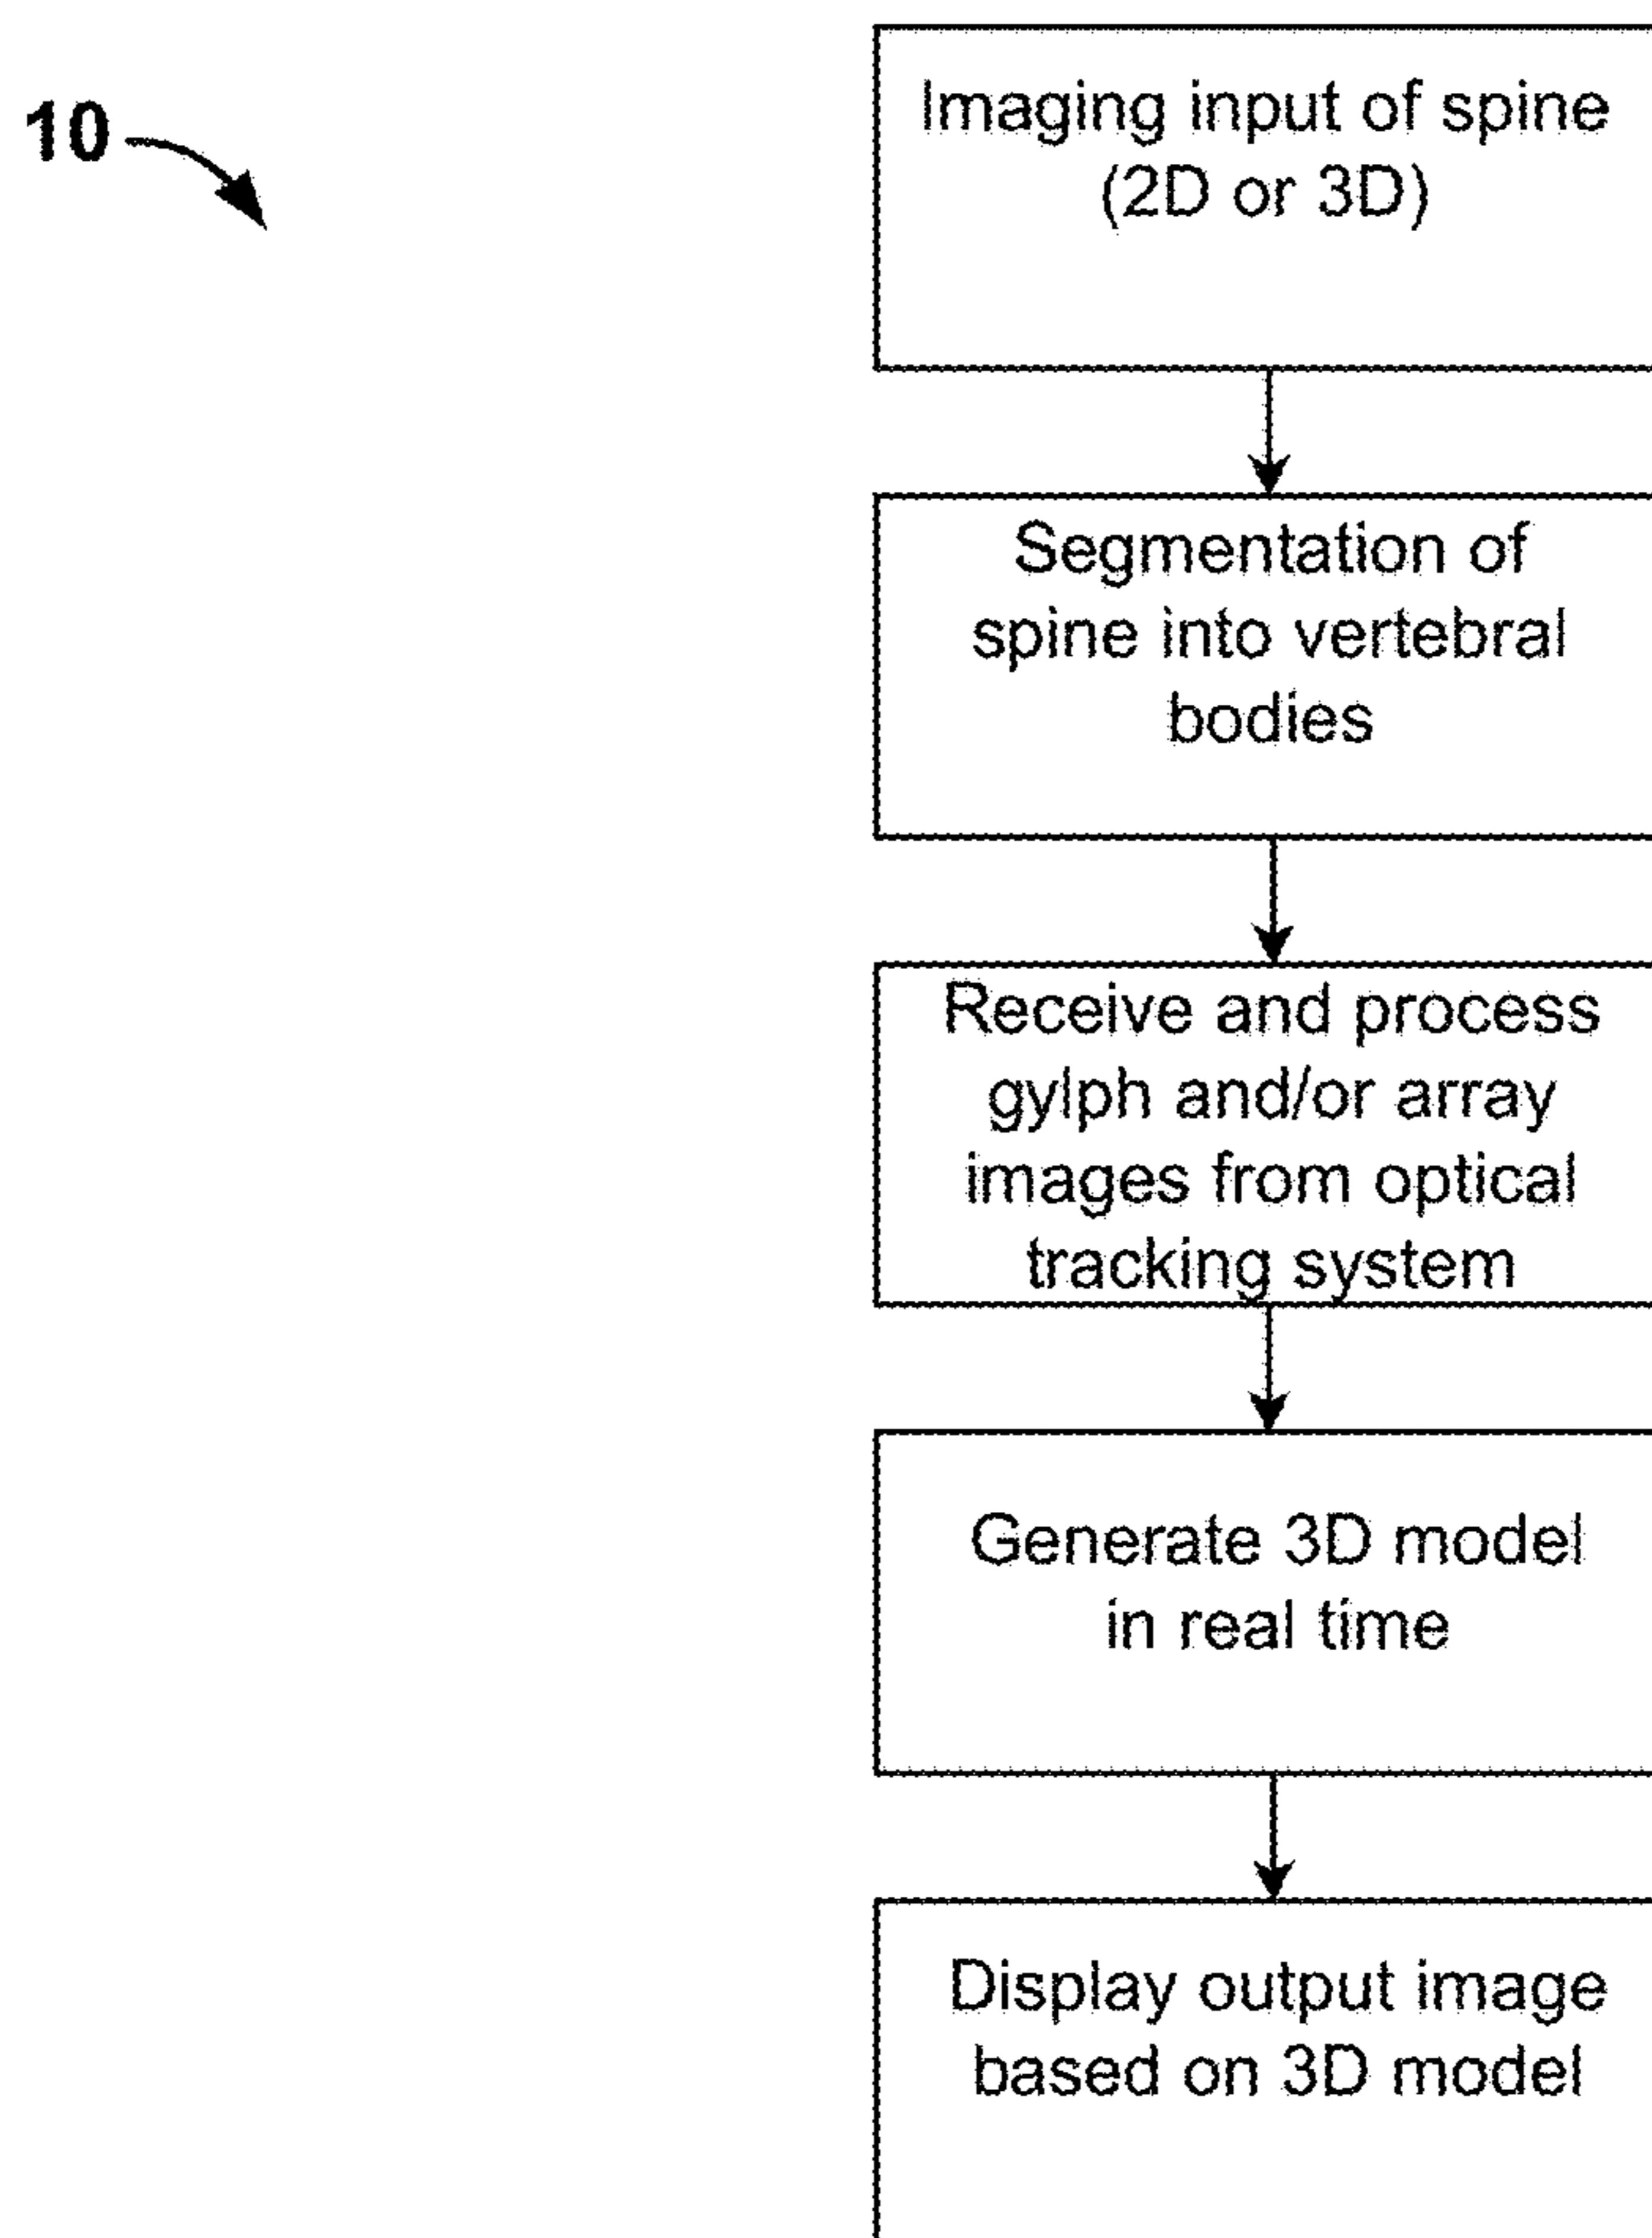 10
Imaging input of spine
(2D or 3D)
Segmentation of
spine into vertebral
bodies
Receive and process
gylph and/or array
images from optical
tracking system
Generate 3D model
in real time
Display output image
based on 3D model